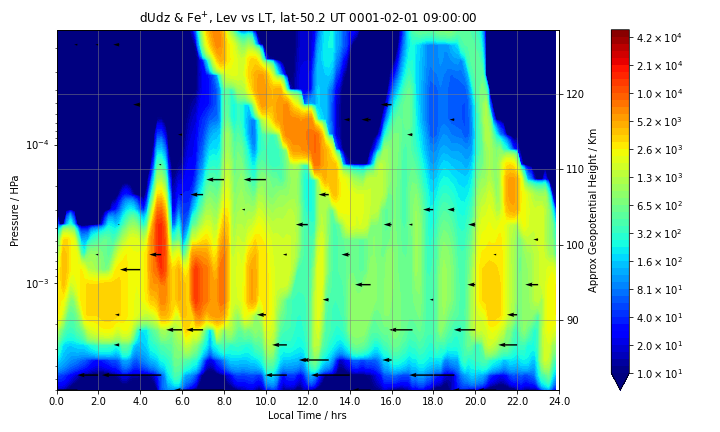 dUdz & Fe⁺, Lev vs LT, lat-50.2 UT 0001-02-01 09:00:00
Pressure / HPa
10⁻⁴
10⁻³
0.0 2.0 4.0 6.0 8.0 10.0 12.0 14.0 16.0 18.0 20.0 22.0 24.0
Local Time / hrs
120
110
100
90
Approx Geopotential Height / Km
4.2 × 10⁴
2.1 × 10⁴
1.0 × 10⁴
5.2 × 10³
2.6 × 10³
1.3 × 10³
6.5 × 10²
3.2 × 10²
1.6 × 10²
8.1 × 10¹
4.0 × 10¹
2.0 × 10¹
1.0 × 10¹